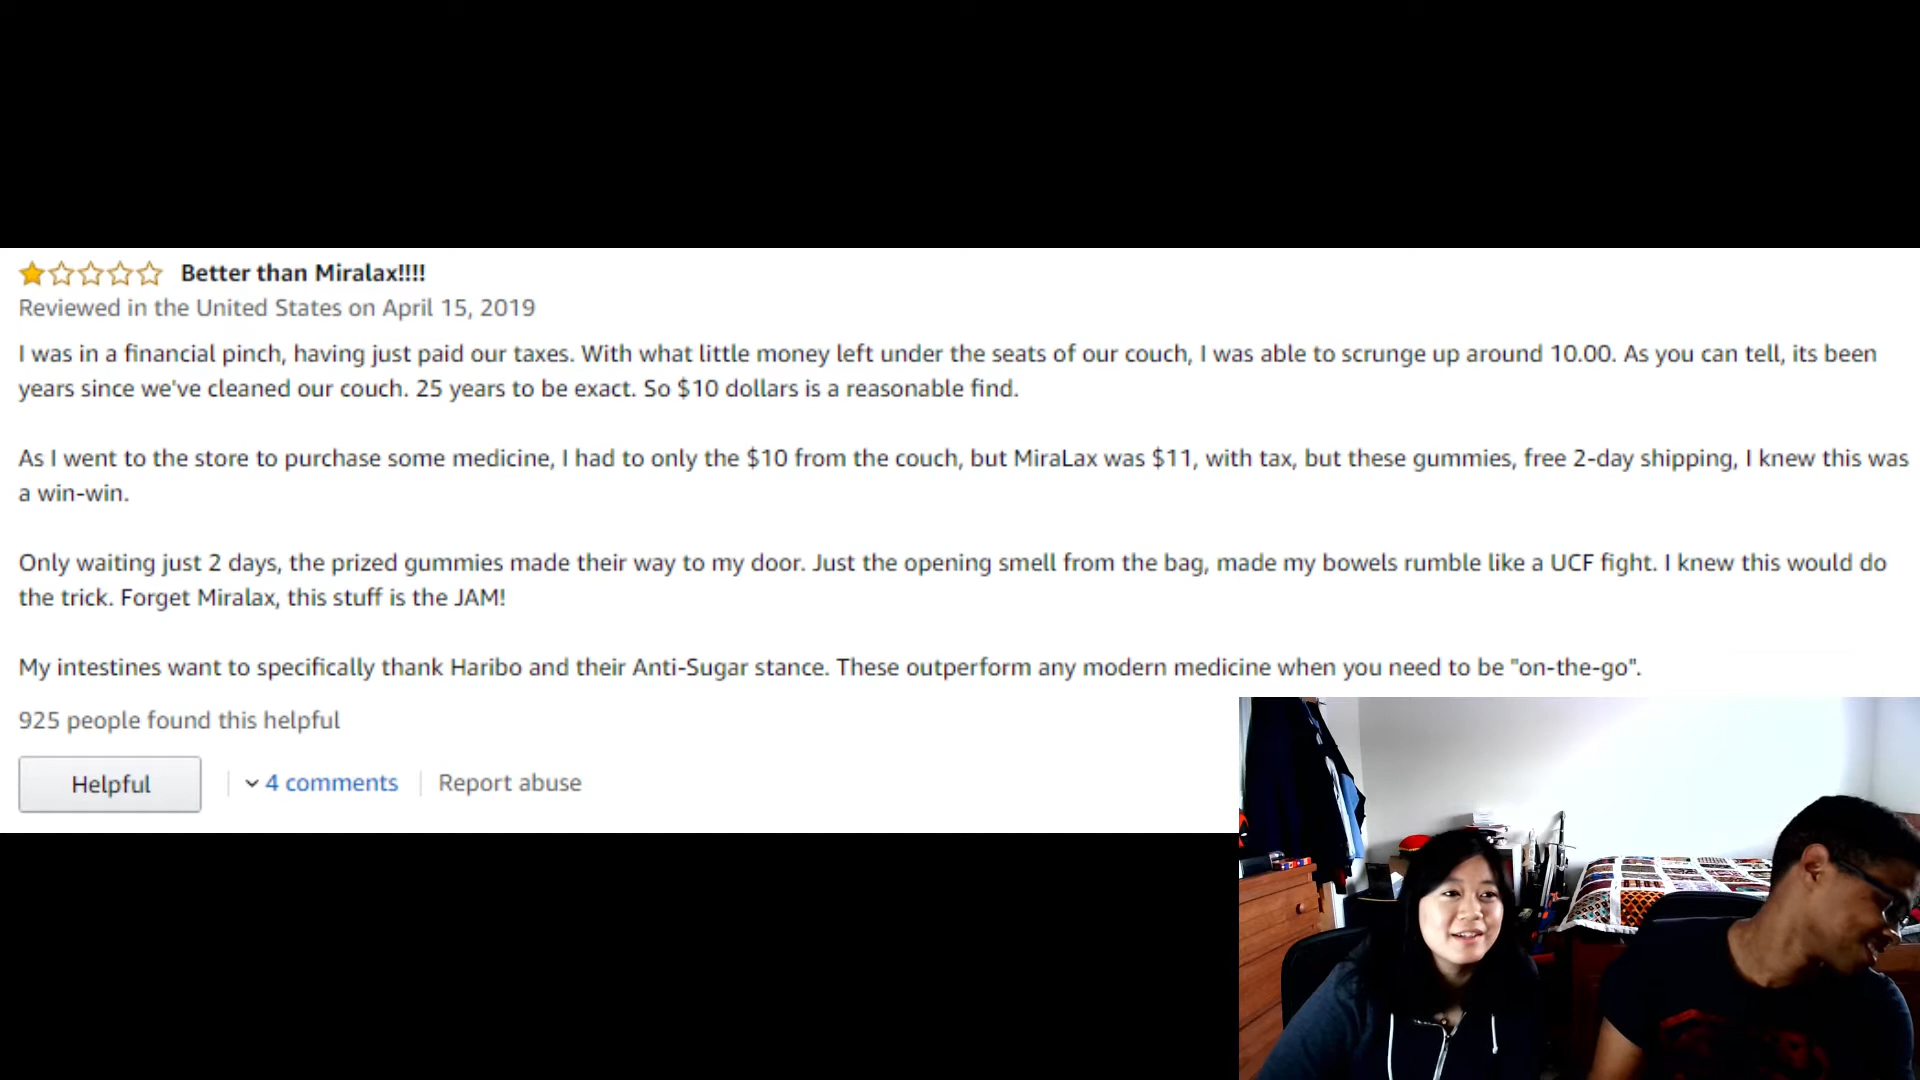 Better than Miralax!!!!
Reviewed in the United States on April 15, 2019
I was in a financial pinch, having just paid our taxes. With what little money left under the seats of our couch, I was able to scrunge up around 10.00. As you can tell, its been
years since we've cleaned our couch. 25 years to be exact. So $10 dollars is a reasonable find.
As I went to the store to purchase some medicine, I had to only the $10 from the couch, but MiraLax was $11, with tax, but these gummies, free 2-day shipping, I knew this was
a win-win.
Only waiting just 2 days, the prized gummies made their way to my door. Just the opening smell from the bag, made my bowels rumble like a UCF fight. I knew this would do
the trick. Forget Miralax, this stuff is the JAM!
My intestines want to specifically thank Haribo and their Anti-Sugar stance. These outperform any modern medicine when you need to be "on-the-go".
925 people found this helpful
Helpful
4 comments
Report abuse